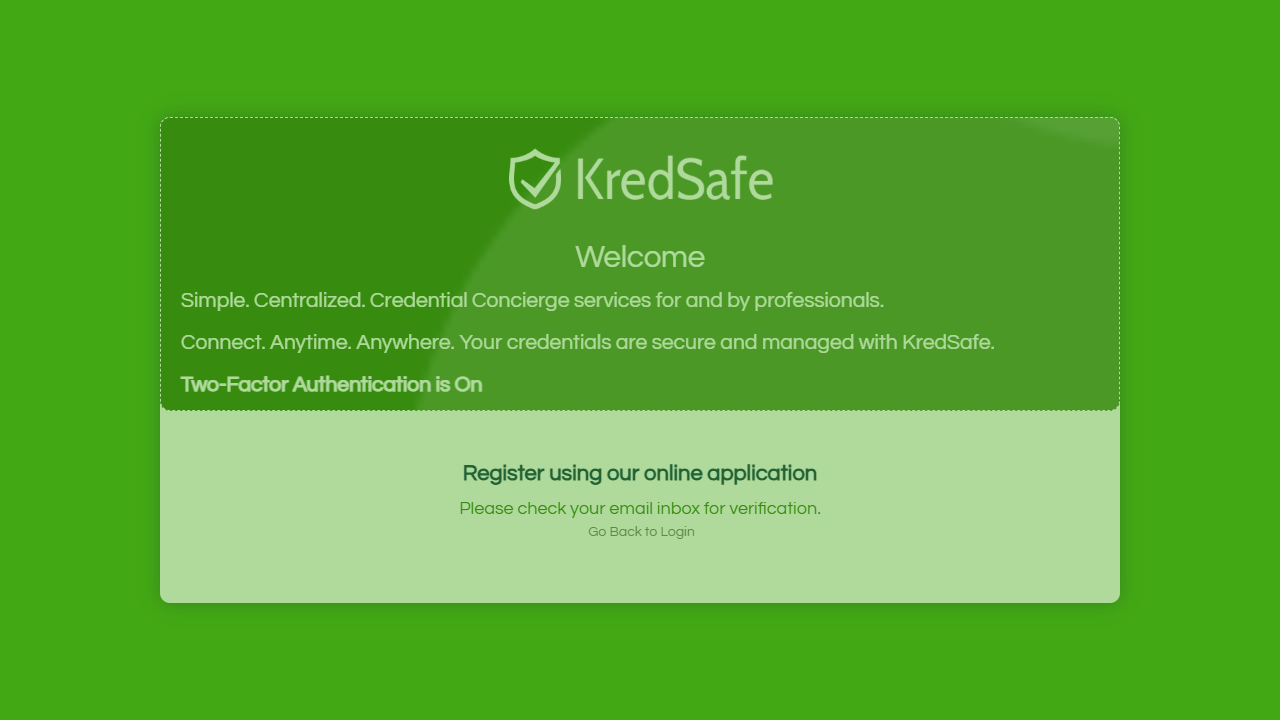 KredSafe
Welcome
Simple. Centralized. Credential Concierge services for and by professionals.
Connect. Anytime. Anywhere. Your credentials are secure and managed with KredSafe.
Two-Factor Authentication is On
Register using our online application
Please check your email inbox for verification.
Go Back to Login